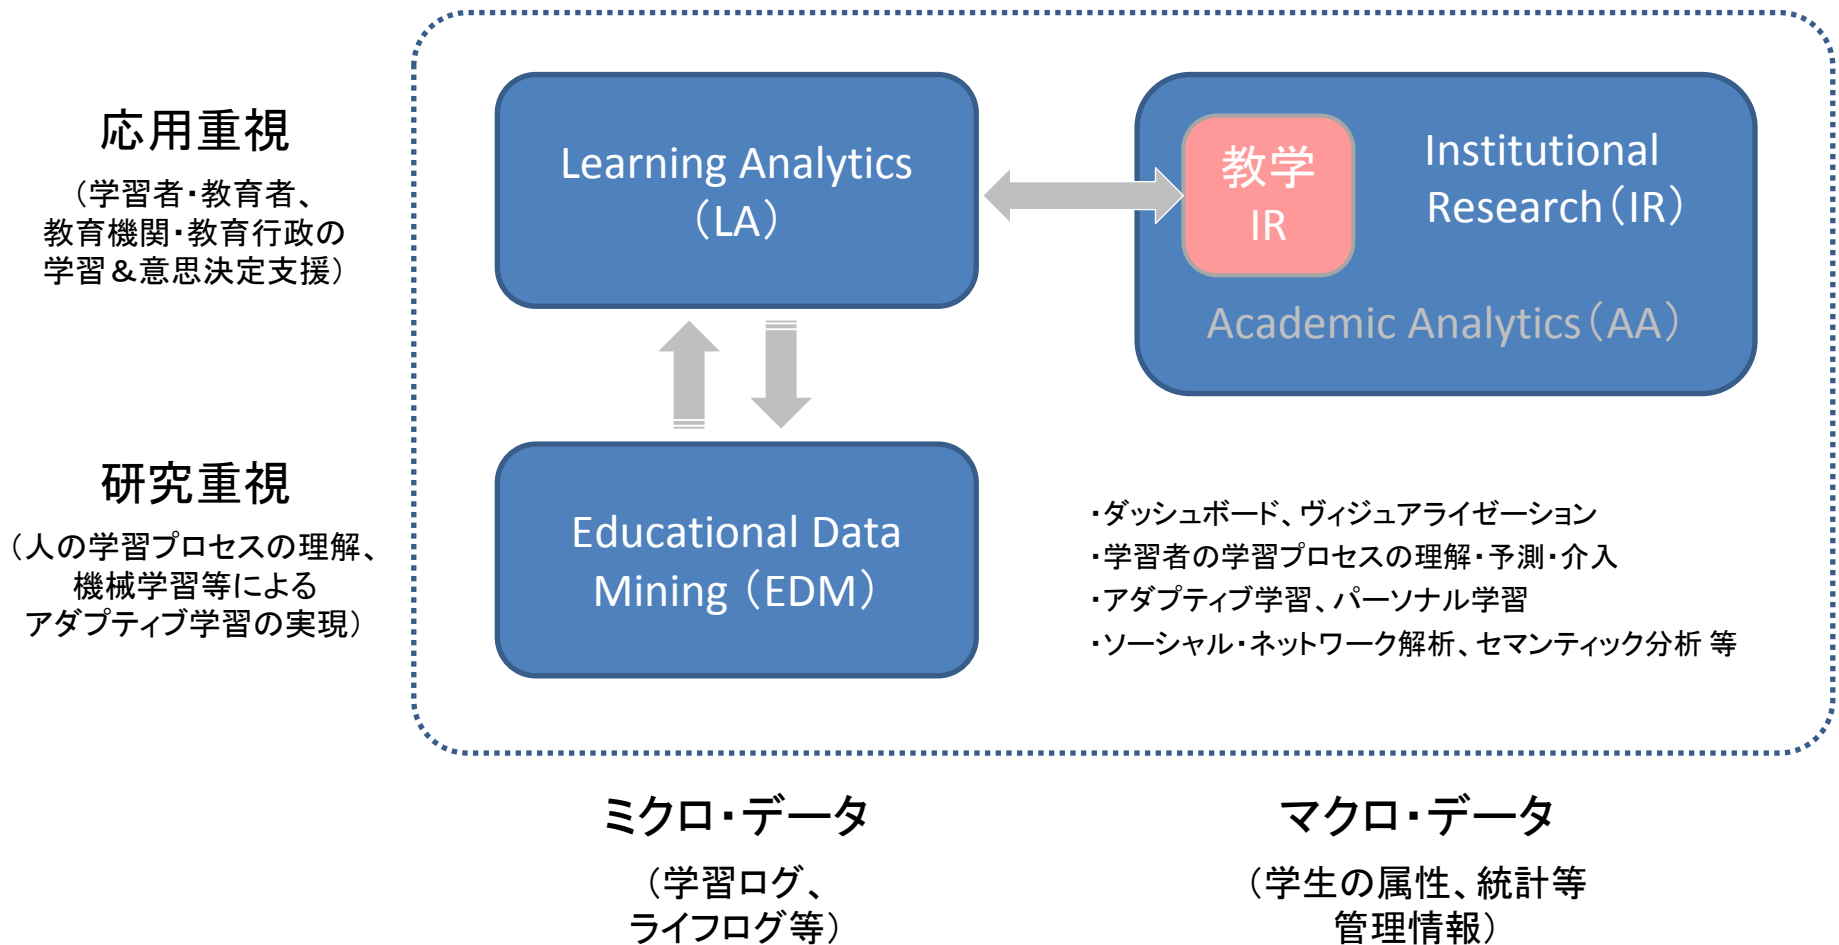 応用重視
（学習者・教育者、
教育機関・教育行政の
学習＆意思決定支援）
Learning Analytics
（LA）
教学
IR
Institutional
Research（IR）
Academic Analytics（AA）
研究重視
（人の学習プロセスの理解、
機械学習等による
アダプティブ学習の実現）
Educational Data
Mining （EDM）
・ダッシュボード、ヴィジュアライゼーション
・学習者の学習プロセスの理解・予測・介入
・アダプティブ学習、パーソナル学習
・ソーシャル・ネットワーク解析、セマンティック分析 等
ミクロ・データ
（学習ログ、
ライフログ等）
マクロ・データ
（学生の属性、統計等
管理情報）